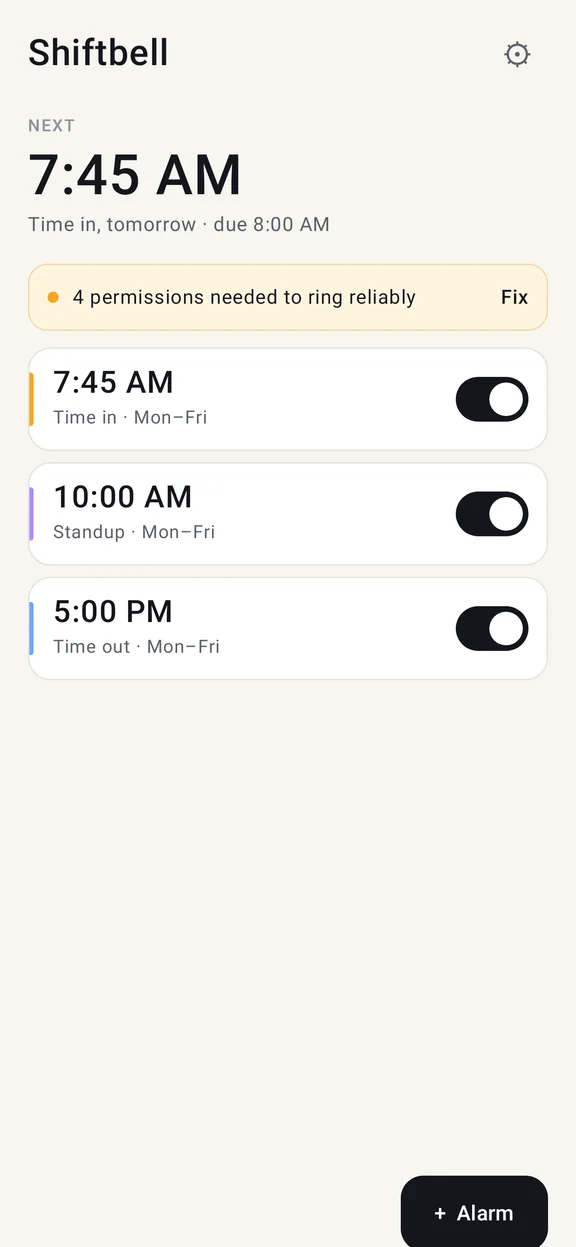 Shiftbell
NEXT
7:45 AM
Time in, tomorrow · due 8:00 AM
4 permissions needed to ring reliably Fix
7:45 AM
Time in · Mon–Fri
10:00 AM
Standup · Mon–Fri
5:00 PM
Time out · Mon–Fri
+ Alarm